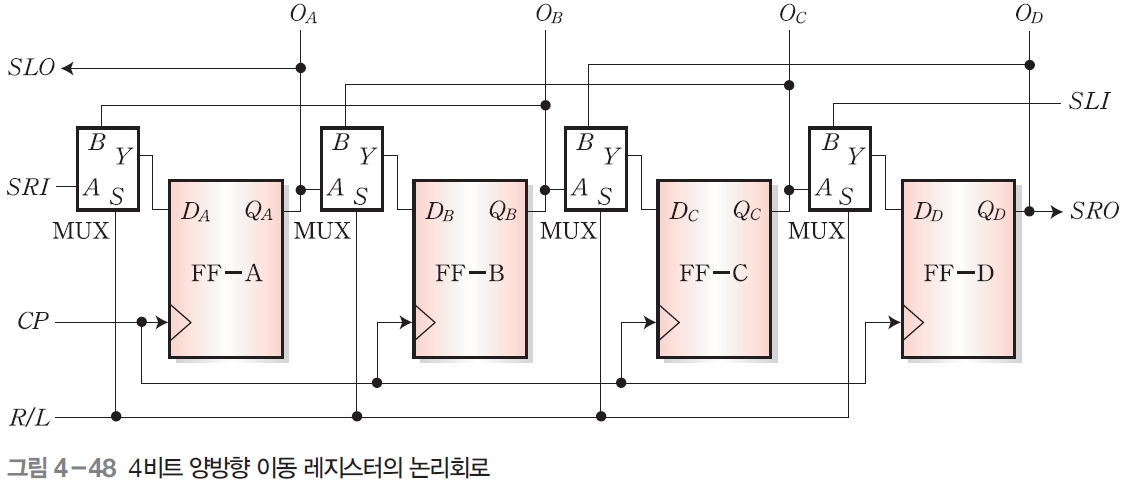 O_A O_B O_C O_D
SLO
SLI
B Y A S
B Y A S
B Y A S
B Y A S
SRI
MUX MUX MUX MUX
D_A Q_A
FF-A
D_B Q_B
FF-B
D_C Q_C
FF-C
D_D Q_D
FF-D
SRO
CP
R/L
그림 4-48 4비트 양방향 이동 레지스터의 논리회로